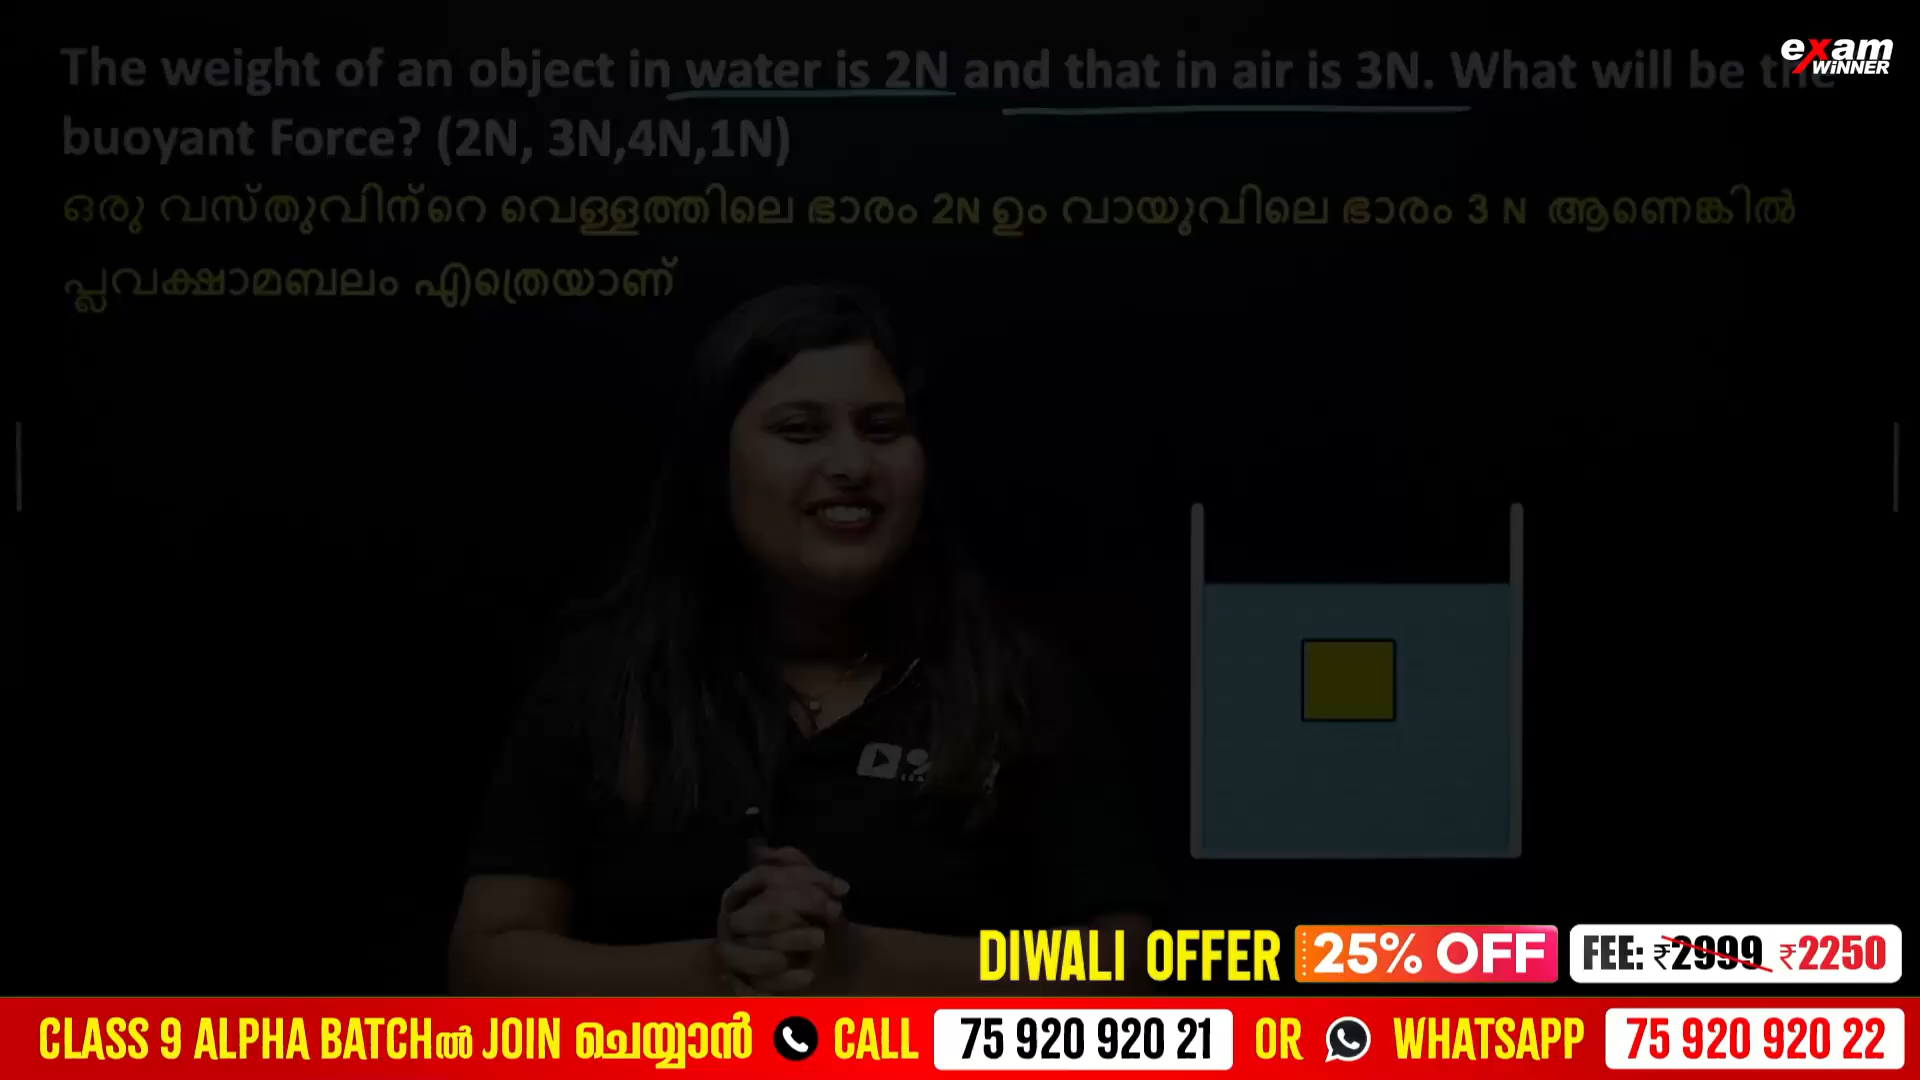 The weight of an object in water is 2N and that in air is 3N. What will be the
buoyant Force? (2N, 3N,4N,1N)
ഒരു വസ്തുവിന്റെ വെള്ളത്തിലെ ഭാരം 2N ഉം വായുവിലെ ഭാരം 3 N ആണെങ്കിൽ
പ്ലവക്ഷാമബലം എത്രെയാണ്
exam
WiNNER
DIWALI OFFER 25% OFF FEE: ₹2999 ₹2250
CLASS 9 ALPHA BATCHൽ JOIN ചെയ്യാൻ CALL 75 920 920 21 OR WHATSAPP 75 920 920 22